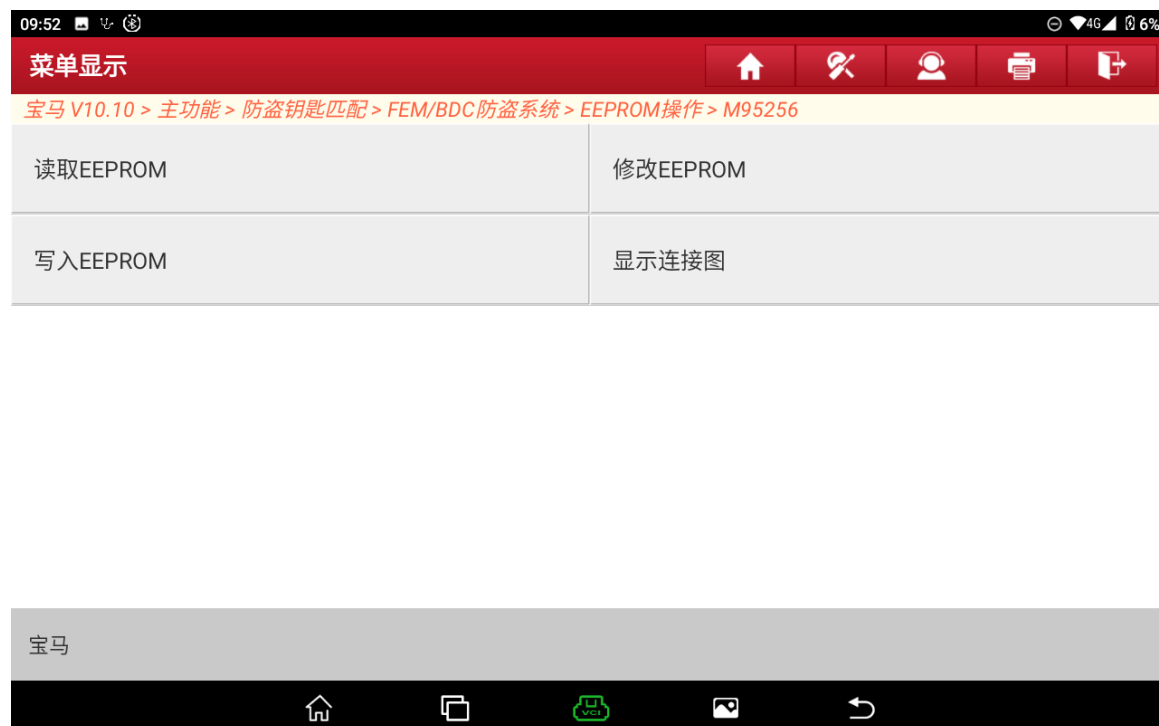 09:52 4G 6%
菜单显示
宝马 V10.10 > 主功能 > 防盗钥匙匹配 > FEM/BDC防盗系统 > EEPROM操作 > M95256
读取EEPROM 修改EEPROM
写入EEPROM 显示连接图
宝马
VCI